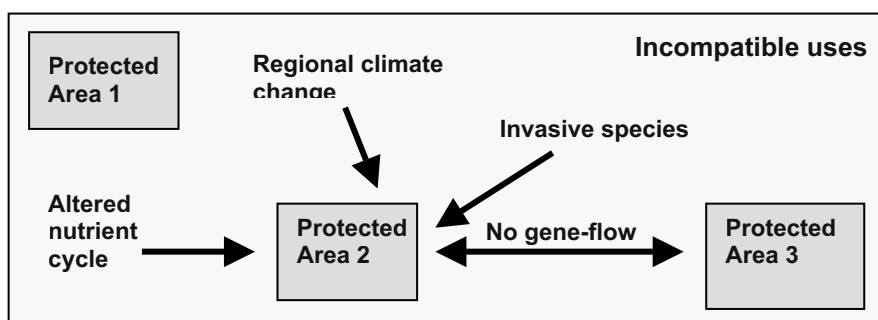 Incompatible uses
Protected
Area 1
Regional climate
change
Invasive species
Altered
nutrient
cycle
Protected
Area 2
No gene-flow
Protected
Area 3